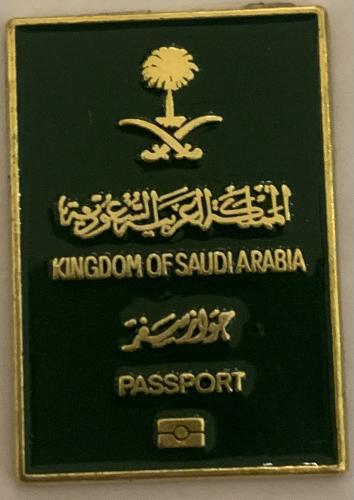 المملكة العربية السعودية
KINGDOM OF SAUDI ARABIA
جواز سفر
PASSPORT